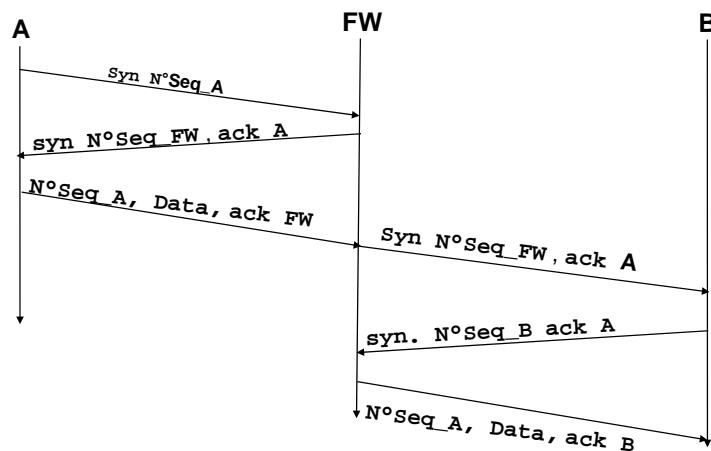 A
FW
B
Syn N°Seq_A
syn N°Seq_FW, ack A
N°Seq_A, Data, ack FW
Syn N°Seq_FW, ack A
syn. N°Seq_B ack A
N°Seq_A, Data, ack B